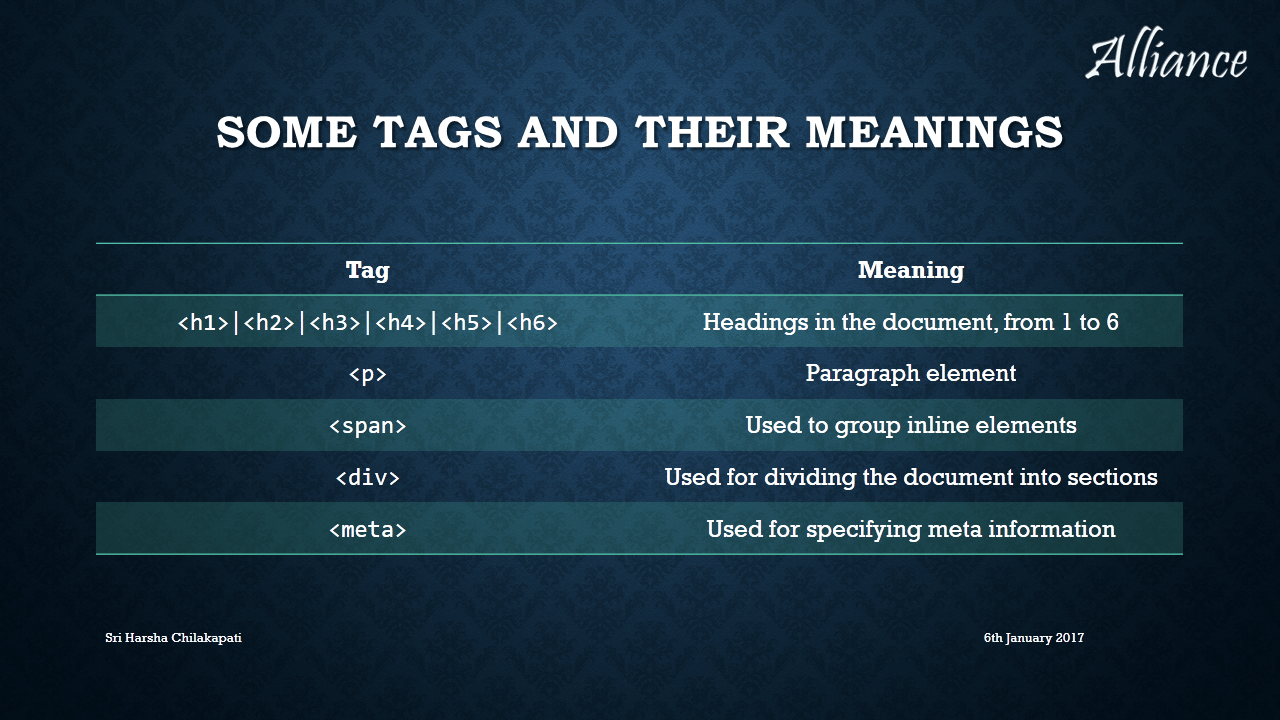 Alliance
SOME TAGS AND THEIR MEANINGS
Tag Meaning
<h1>|<h2>|<h3>|<h4>|<h5>|<h6> Headings in the document, from 1 to 6
<p> Paragraph element
<span> Used to group inline elements
<div> Used for dividing the document into sections
<meta> Used for specifying meta information
Sri Harsha Chilakapati 6th January 2017